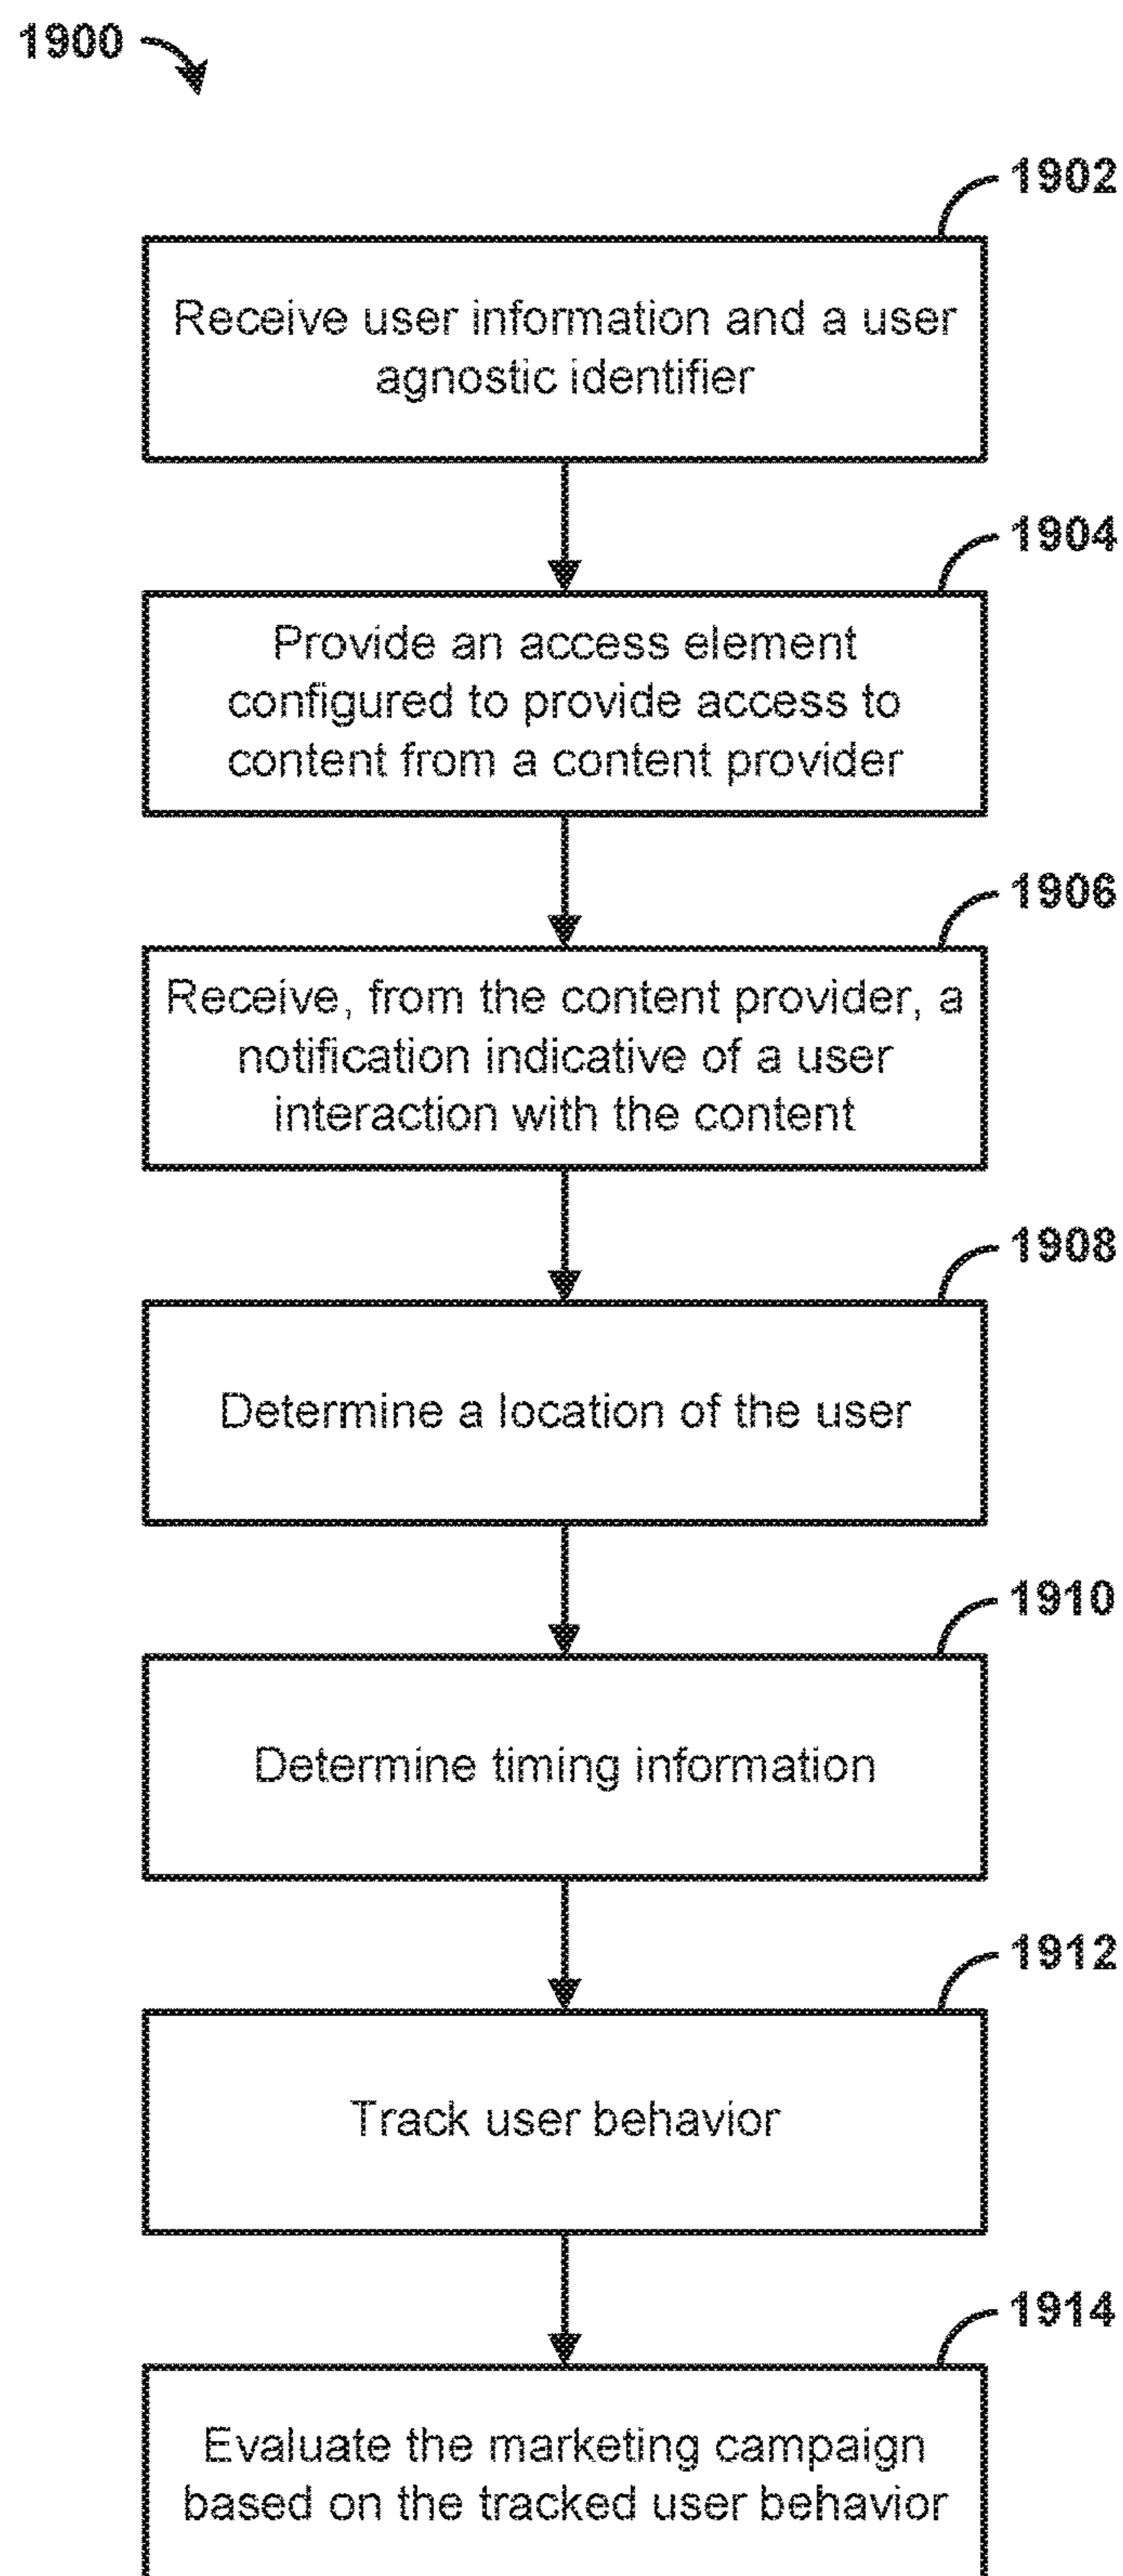 1900
1902
Receive user information and a user
agnostic identifier
1904
Provide an access element
configured to provide access to
content from a content provider
1906
Receive, from the content provider, a
notification indicative of a user
interaction with the content
1908
Determine a location of the user
1910
Determine timing information
1912
Track user behavior
1914
Evaluate the marketing campaign
based on the tracked user behavior